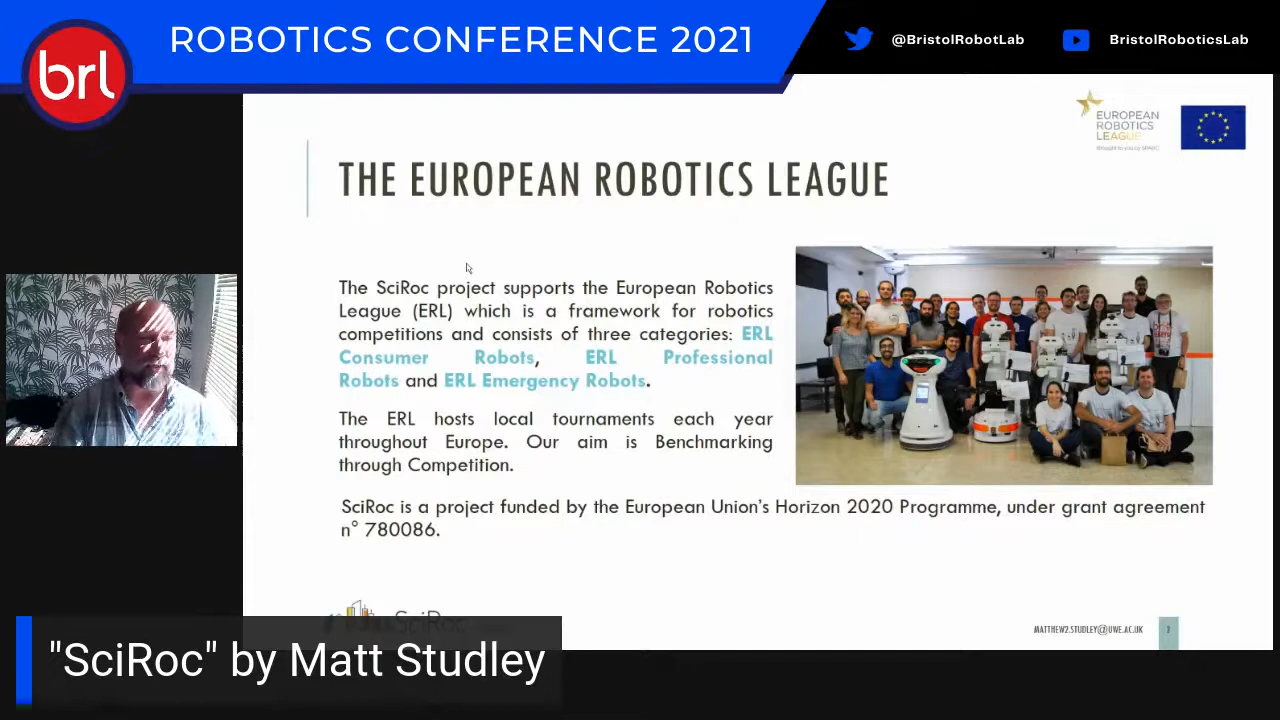 ROBOTICS CONFERENCE 2021
@BristolRobotLab
BristolRoboticsLab
brl
EUROPEAN
ROBOTICS
LEAGUE
THE EUROPEAN ROBOTICS LEAGUE
The SciRoc project supports the European Robotics
League (ERL) which is a framework for robotics
competitions and consists of three categories: ERL
Consumer Robots, ERL Professional
Robots and ERL Emergency Robots.
The ERL hosts local tournaments each year
throughout Europe. Our aim is Benchmarking
through Competition.
SciRoc is a project funded by the European Union's Horizon 2020 Programme, under grant agreement
n° 780086.
SciRoc
MATTHEW2.STUDLEY@UWE.AC.UK
"SciRoc" by Matt Studley